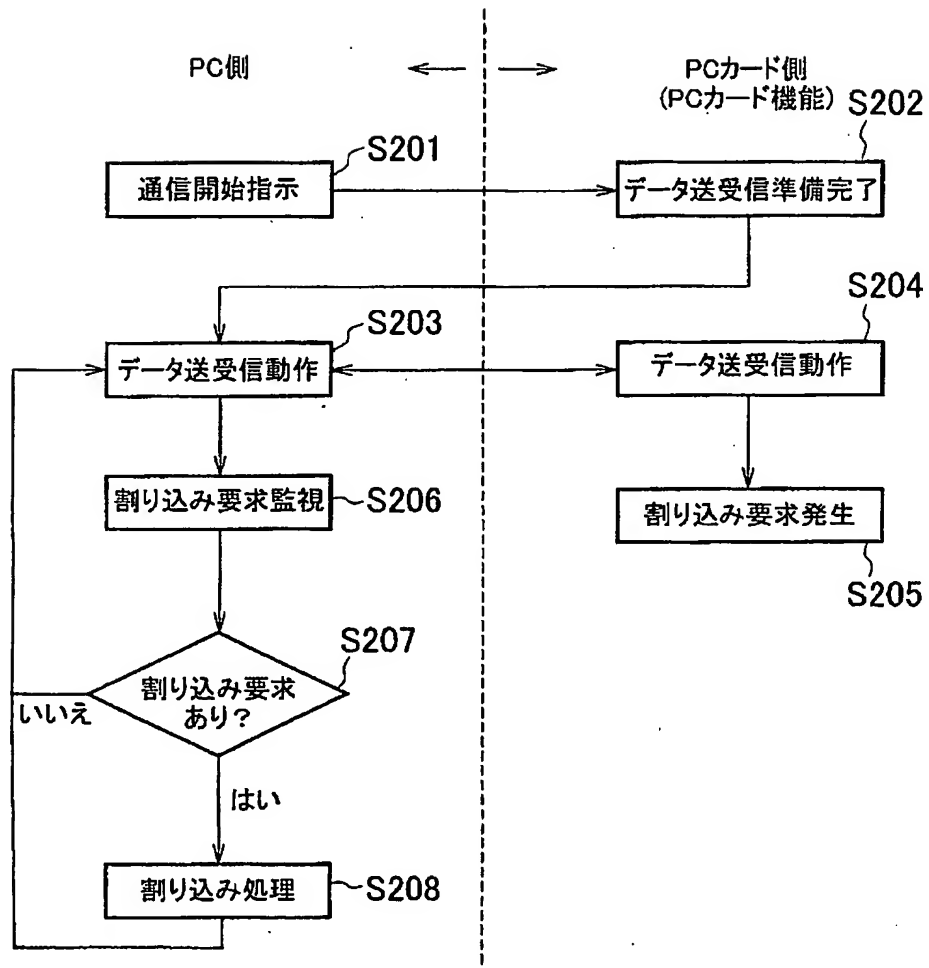 PC側
PCカード側
(PCカード機能)
S201
S202
通信開始指示
データ送受信準備完了
S203
S204
データ送受信動作
データ送受信動作
割り込み要求監視
S206
割り込み要求発生
S205
S207
割り込み要求
あり?
いいえ
はい
割り込み処理
S208